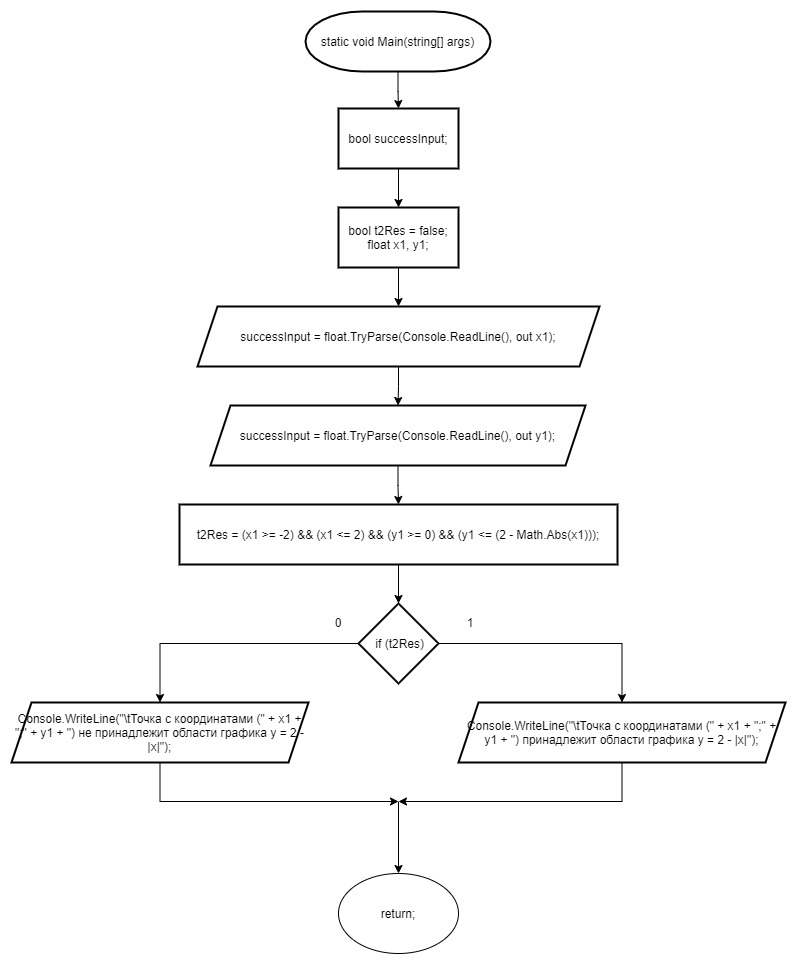 static void Main(string[] args)
bool successInput;
bool t2Res = false;
float x1, y1;
successInput = float.TryParse(Console.ReadLine(), out x1);
successInput = float.TryParse(Console.ReadLine(), out y1);
t2Res = (x1 >= -2) && (x1 <= 2) && (y1 >= 0) && (y1 <= (2 - Math.Abs(x1)));
0
1
if (t2Res)
Console.WriteLine("\tТочка с координатами (" + x1 +
";" + y1 + ") не принадлежит области графика y = 2 -
|x|");
Console.WriteLine("\tТочка с координатами (" + x1 + ";" +
y1 + ") принадлежит области графика y = 2 - |x|");
return;